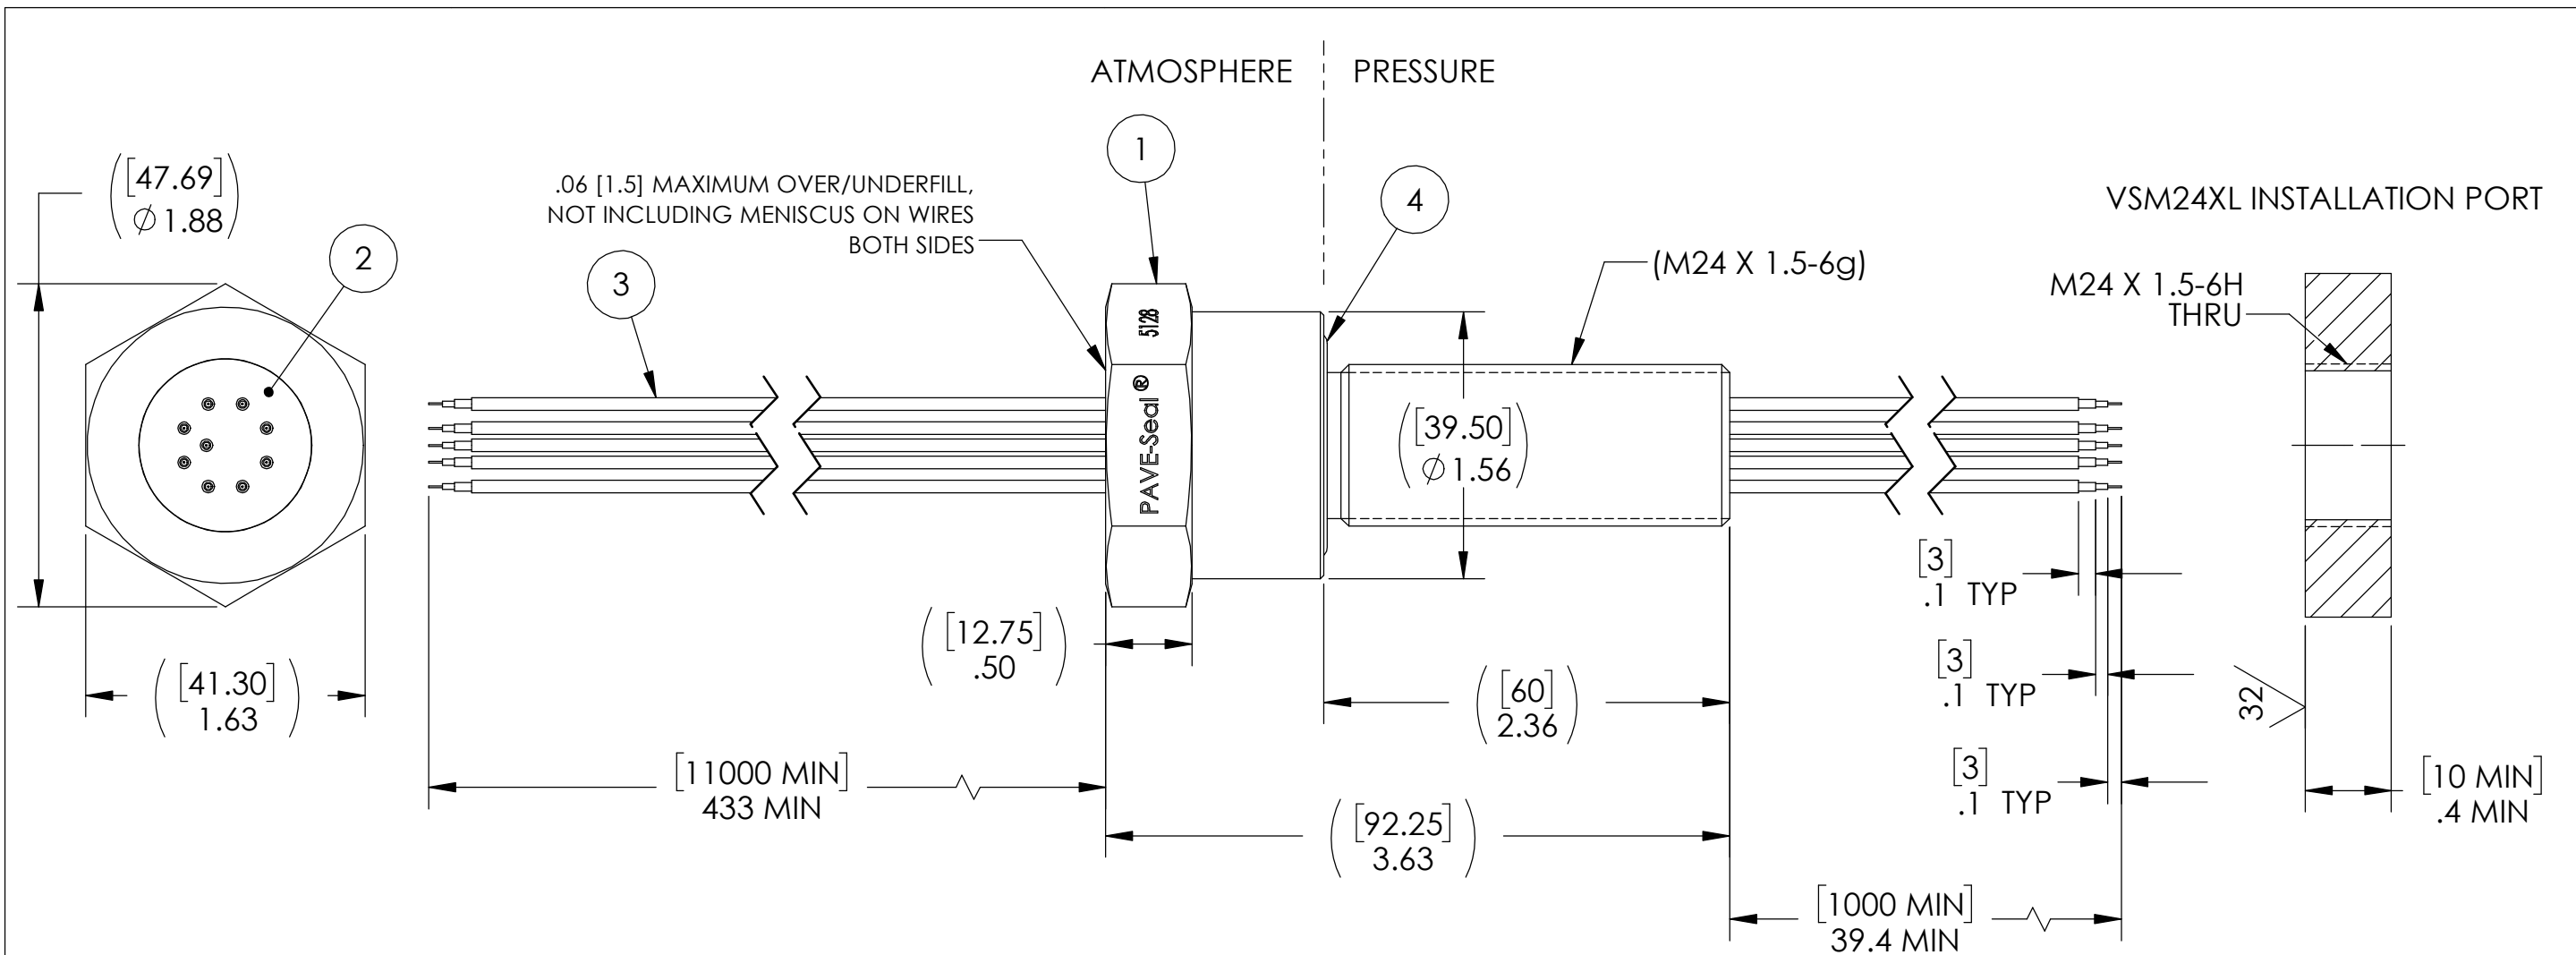 ATMOSPHERE
PRESSURE
1
([47.69]
⌀ 1.88)
.06 [1.5] MAXIMUM OVER/UNDERFILL,
NOT INCLUDING MENISCUS ON WIRES
BOTH SIDES
4
VSM24XL INSTALLATION PORT
2
3
(M24 X 1.5-6g)
M24 X 1.5-6H
THRU
5128
PAVE-Seal®
([39.50]
⌀ 1.56)
[3]
.1 TYP
([12.75]
.50)
[3]
.1 TYP
([41.30]
1.63)
([60]
2.36)
32
[11000 MIN]
433 MIN
[3]
.1 TYP
[10 MIN]
.4 MIN
([92.25]
3.63)
[1000 MIN]
39.4 MIN